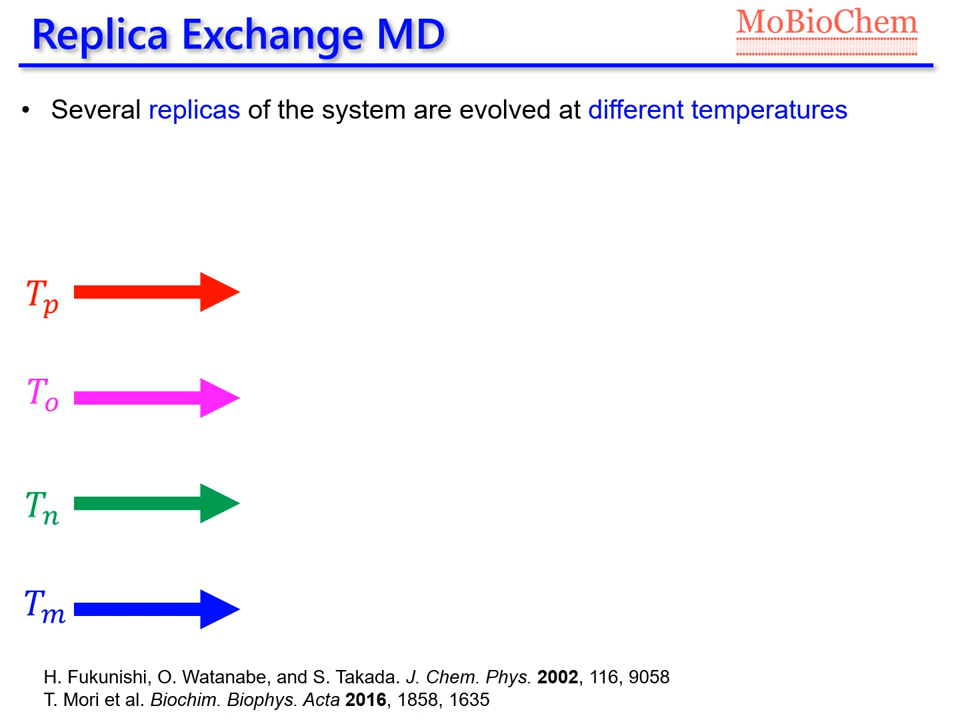 Replica Exchange MD
MoBioChem
• Several replicas of the system are evolved at different temperatures
Tₚ
Tₒ
Tₙ
Tₘ
H. Fukunishi, O. Watanabe, and S. Takada. J. Chem. Phys. 2002, 116, 9058
T. Mori et al. Biochim. Biophys. Acta 2016, 1858, 1635